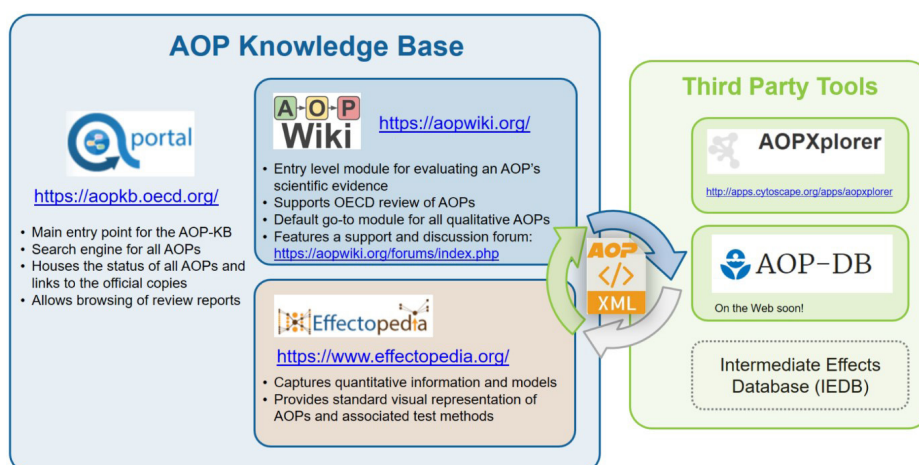 AOP Knowledge Base
portal
https://aopkb.oecd.org/
• Main entry point for the AOP-KB
• Search engine for all AOPs
• Houses the status of all AOPs and
links to the official copies
• Allows browsing of review reports
A O P
Wiki
https://aopwiki.org/
• Entry level module for evaluating an AOP's
scientific evidence
• Supports OECD review of AOPs
• Default go-to module for all qualitative AOPs
• Features a support and discussion forum:
https://aopwiki.org/forums/index.php
Effectopedia
https://www.effectopedia.org/
• Captures quantitative information and models
• Provides standard visual representation of
AOPs and associated test methods
AOP
</>
XML
Third Party Tools
AOPXplorer
http://apps.cytoscape.org/apps/aopxplorer
AOP-DB
On the Web soon!
Intermediate Effects
Database (IEDB)